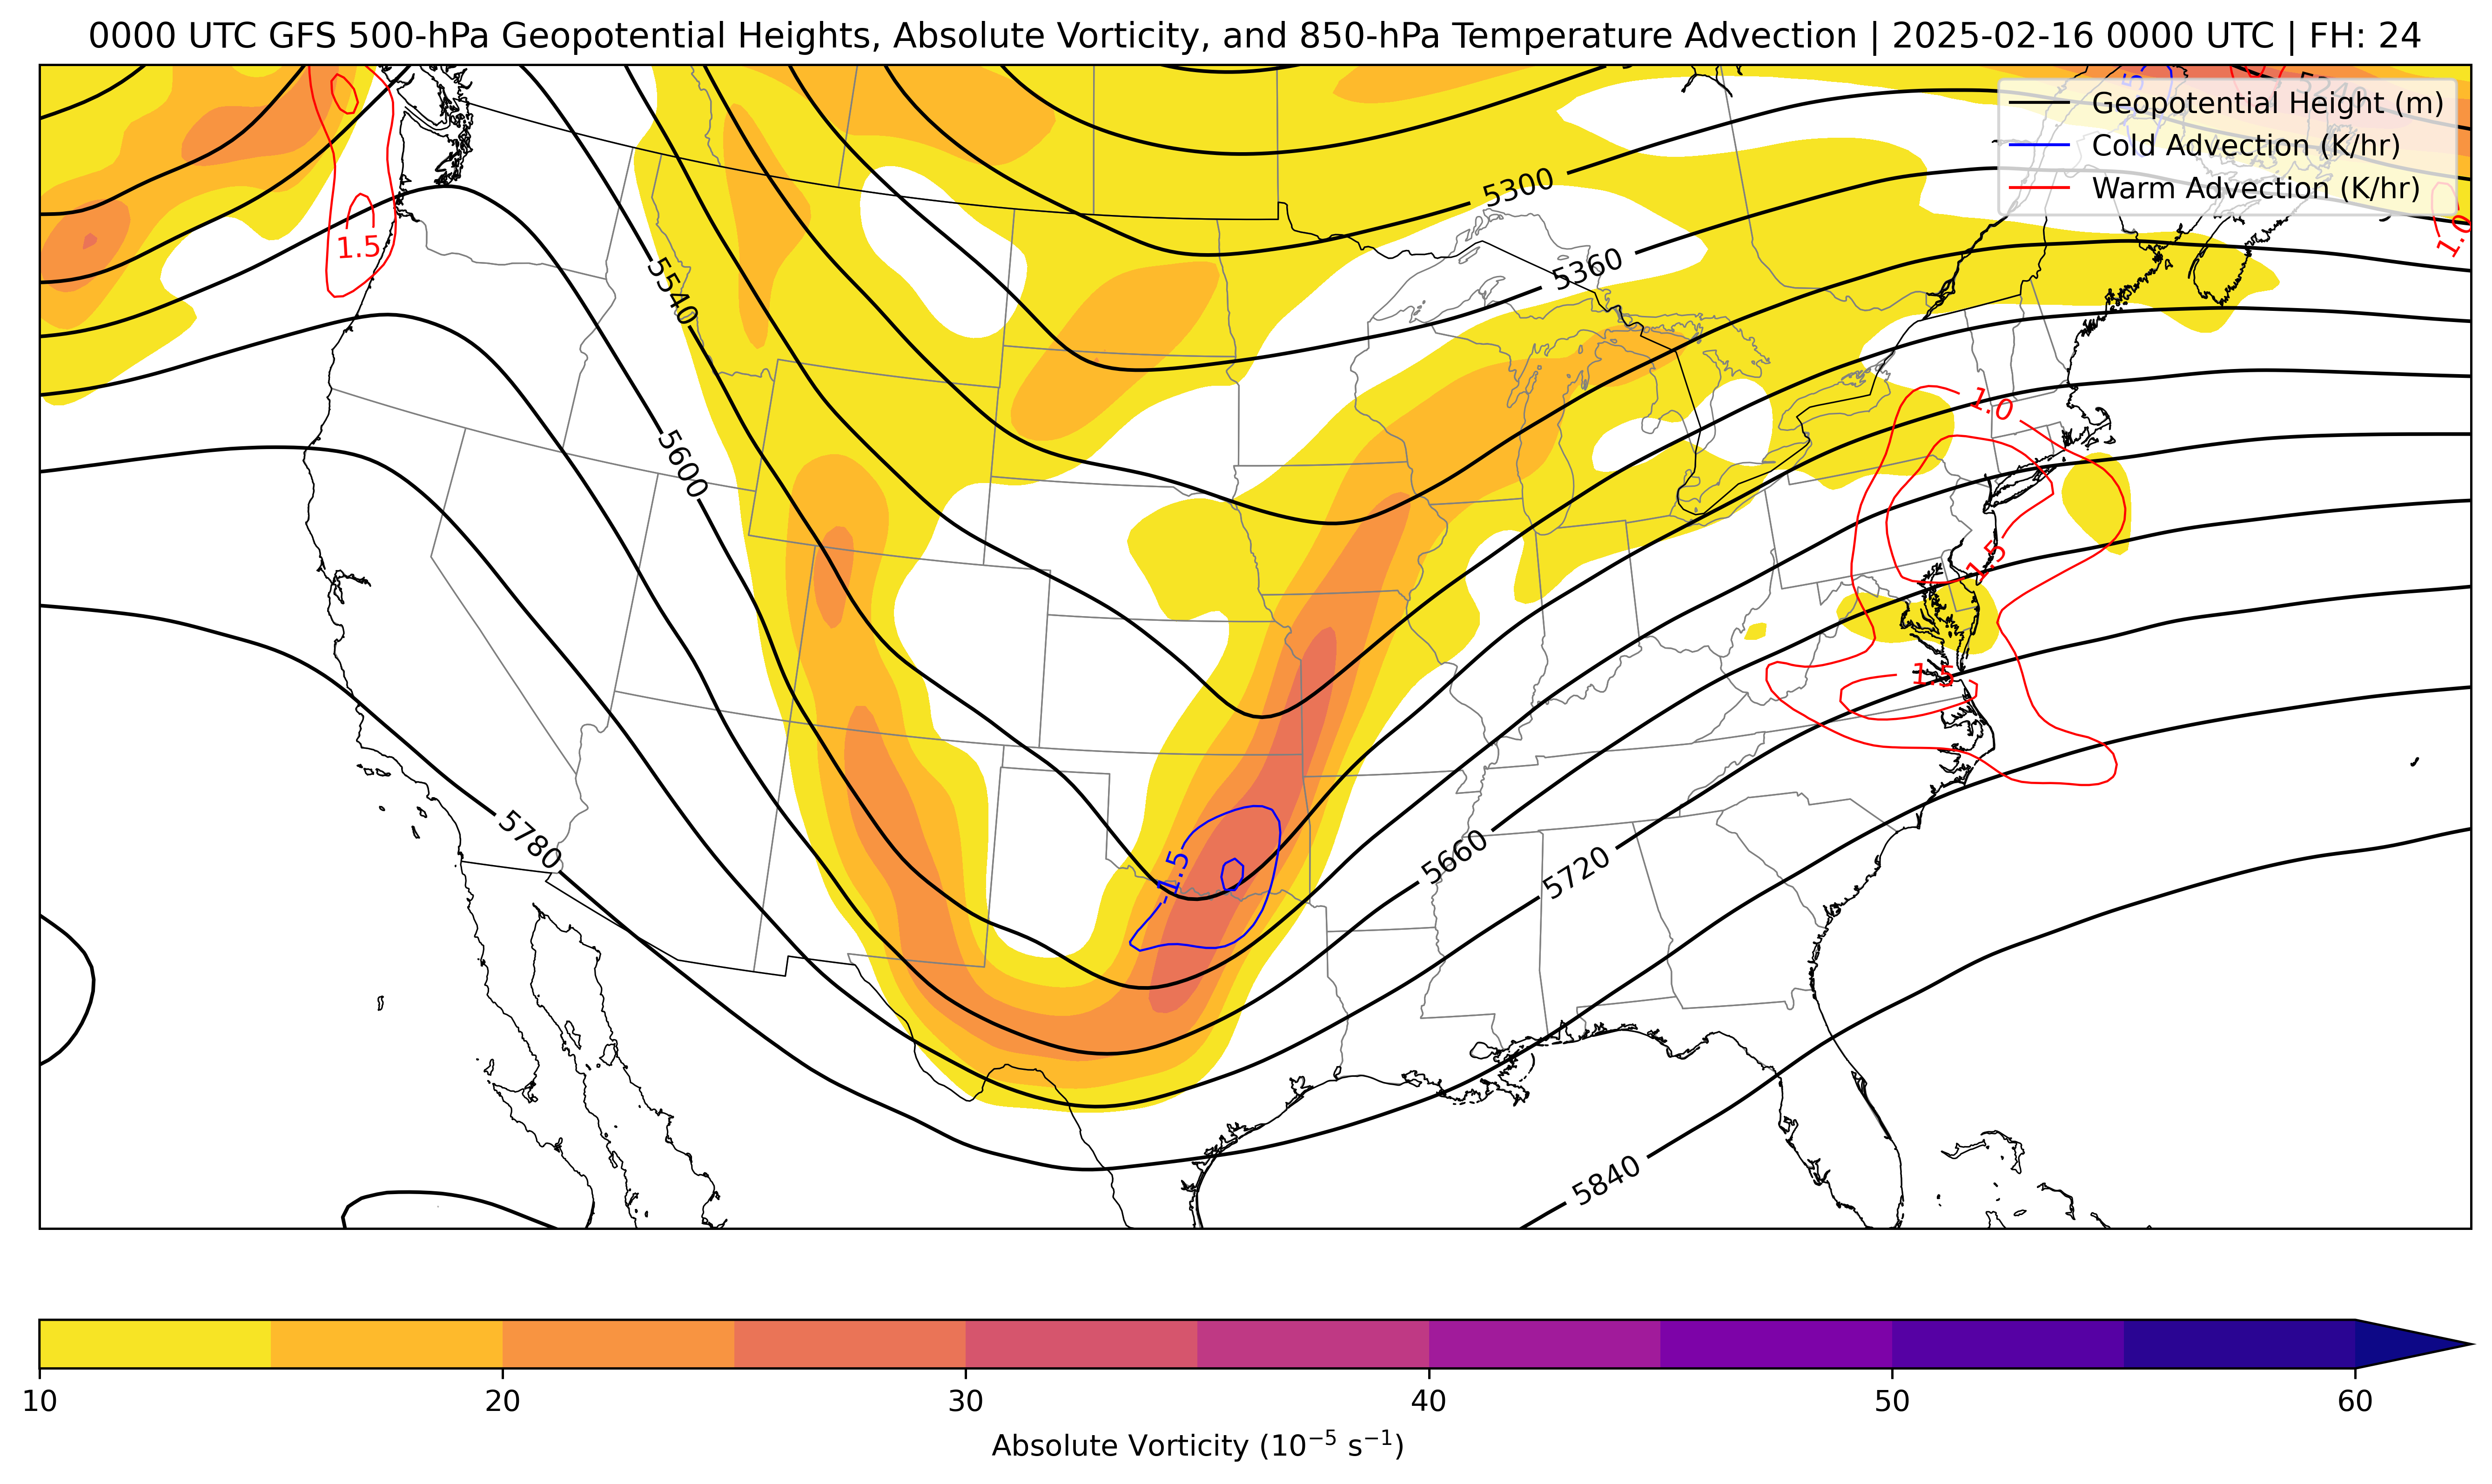 0000 UTC GFS 500-hPa Geopotential Heights, Absolute Vorticity, and 850-hPa Temperature Advection | 2025-02-16 0000 UTC | FH: 24
Geopotential Height (m)
Cold Advection (K/hr)
Warm Advection (K/hr)
5240
5300
5360
1.5
1.0
5540
1.0
5600
1.5
1.5
5780
-1.5
5660
5720
5840
10 20 30 40 50 60
Absolute Vorticity (10⁻⁵ s⁻¹)